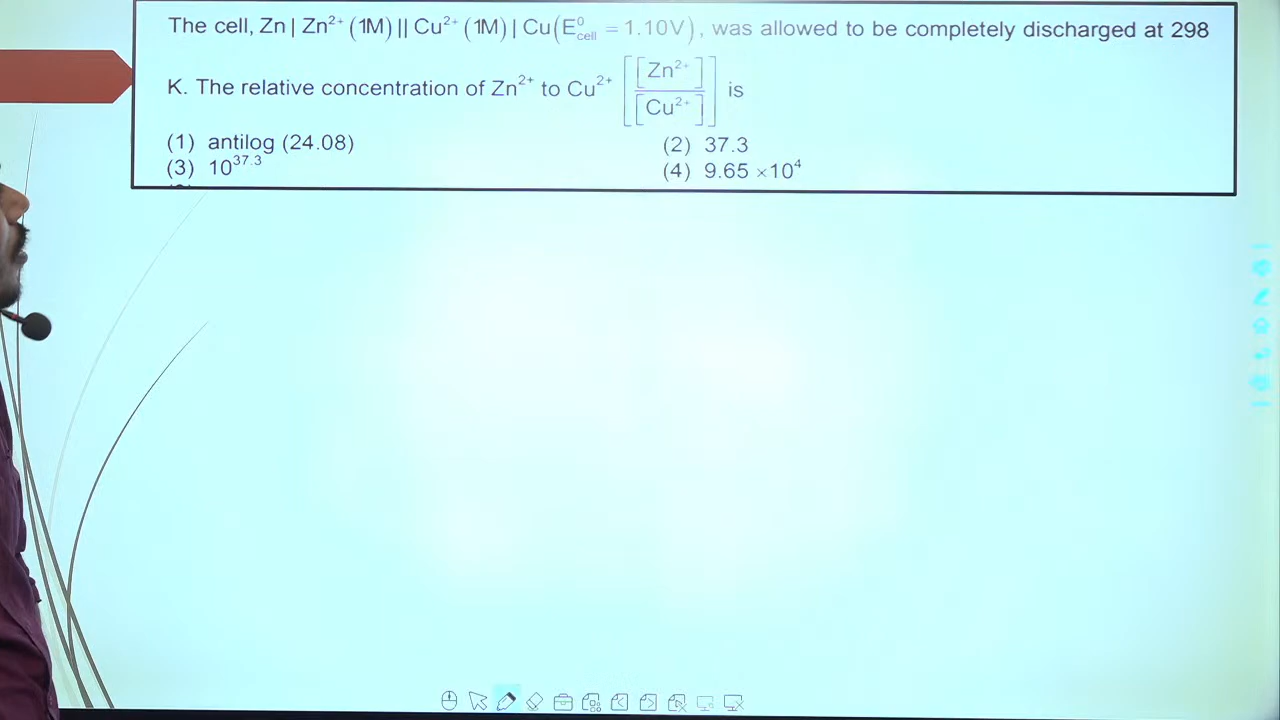 The cell, Zn | Zn²⁺ (1M) || Cu²⁺ (1M) | Cu(E⁰cell = 1.10V), was allowed to be completely discharged at 298
K. The relative concentration of Zn²⁺ to Cu²⁺ [[Zn²⁺]/[Cu²⁺]] is
(1) antilog (24.08) (2) 37.3
(3) 10³⁷·³ (4) 9.65 ×10⁴